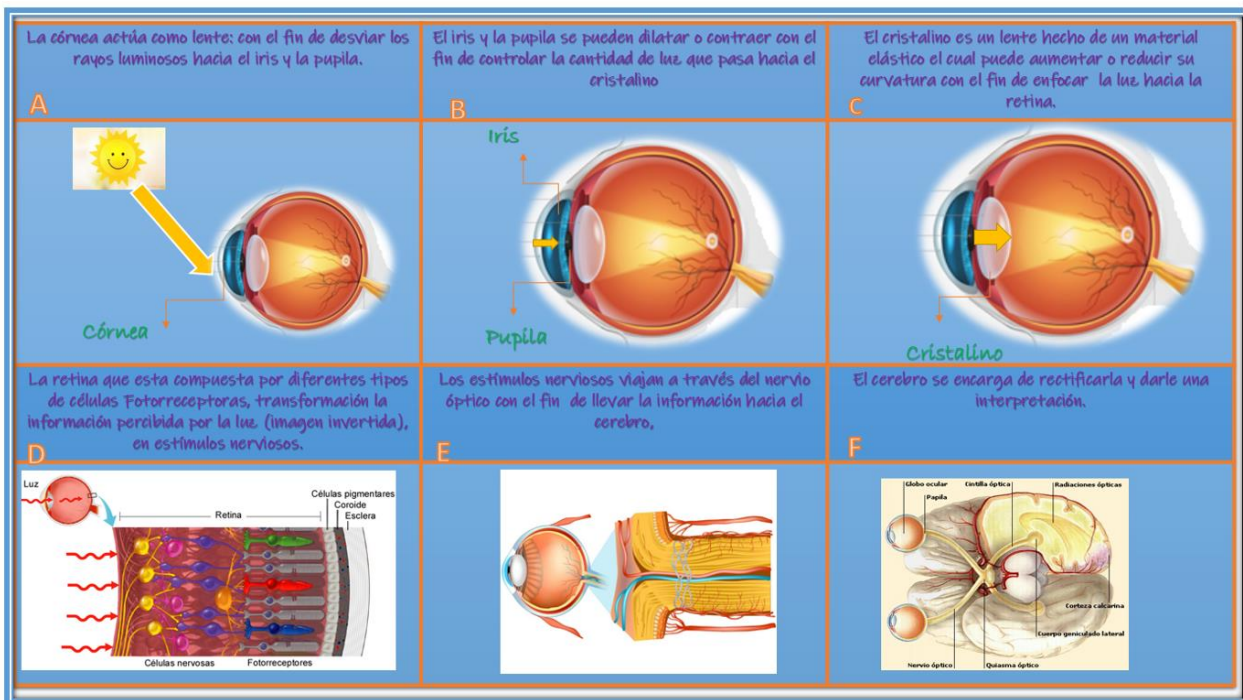 La córnea actúa como lente: con el fin de desviar los
rayos luminosos hacia el iris y la pupila.
A
El iris y la pupila se pueden dilatar o contraer con el
fin de controlar la cantidad de luz que pasa hacia el
cristalino
B
El cristalino es un lente hecho de un material
elástico el cual puede aumentar o reducir su
curvatura con el fin de enfocar la luz hacia la
retina.
C
Córnea
Iris
Pupila
Cristalino
La retina que esta compuesta por diferentes tipos
de células Fotorreceptoras, transformación la
información percibida por la luz (imagen invertida),
en estímulos nerviosos.
D
Los estímulos nerviosos viajan a través del nervio
óptico con el fin de llevar la información hacia el
cerebro,
E
El cerebro se encarga de rectificarla y darle una
interpretación.
F
Luz
Células pigmentares
Coroide
Esclera
Retina
Células nervosas
Fotorreceptores
Globo ocular
Cintilla óptica
Radiaciones ópticas
Papila
Corteza calcarina
Cuerpo geniculado lateral
Nervio óptico
Quiasma óptico